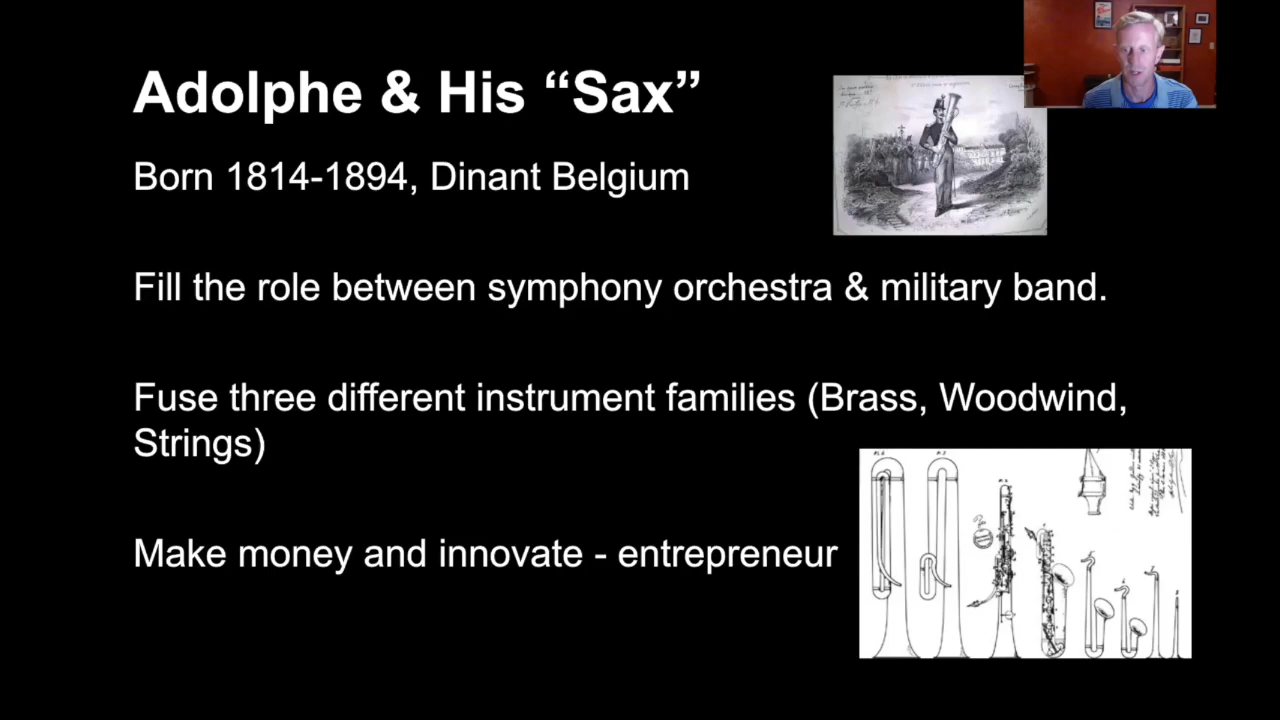 Adolphe & His “Sax”
Born 1814-1894, Dinant Belgium
Fill the role between symphony orchestra & military band.
Fuse three different instrument families (Brass, Woodwind,
Strings)
Make money and innovate - entrepreneur